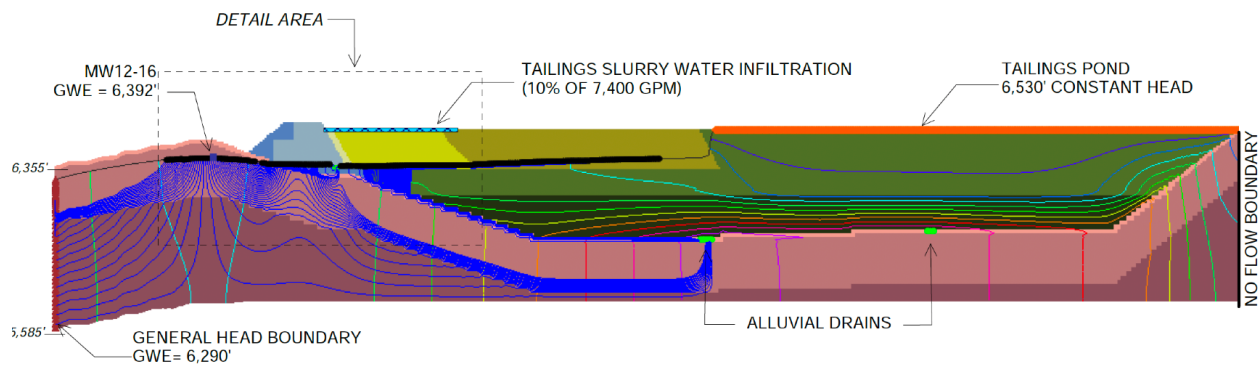 DETAIL AREA
MW12-16
GWE = 6,392'
TAILINGS SLURRY WATER INFILTRATION
(10% OF 7,400 GPM)
TAILINGS POND
6,530' CONSTANT HEAD
6,355'
NO FLOW BOUNDARY
5,585'
ALLUVIAL DRAINS
GENERAL HEAD BOUNDARY
GWE= 6,290'